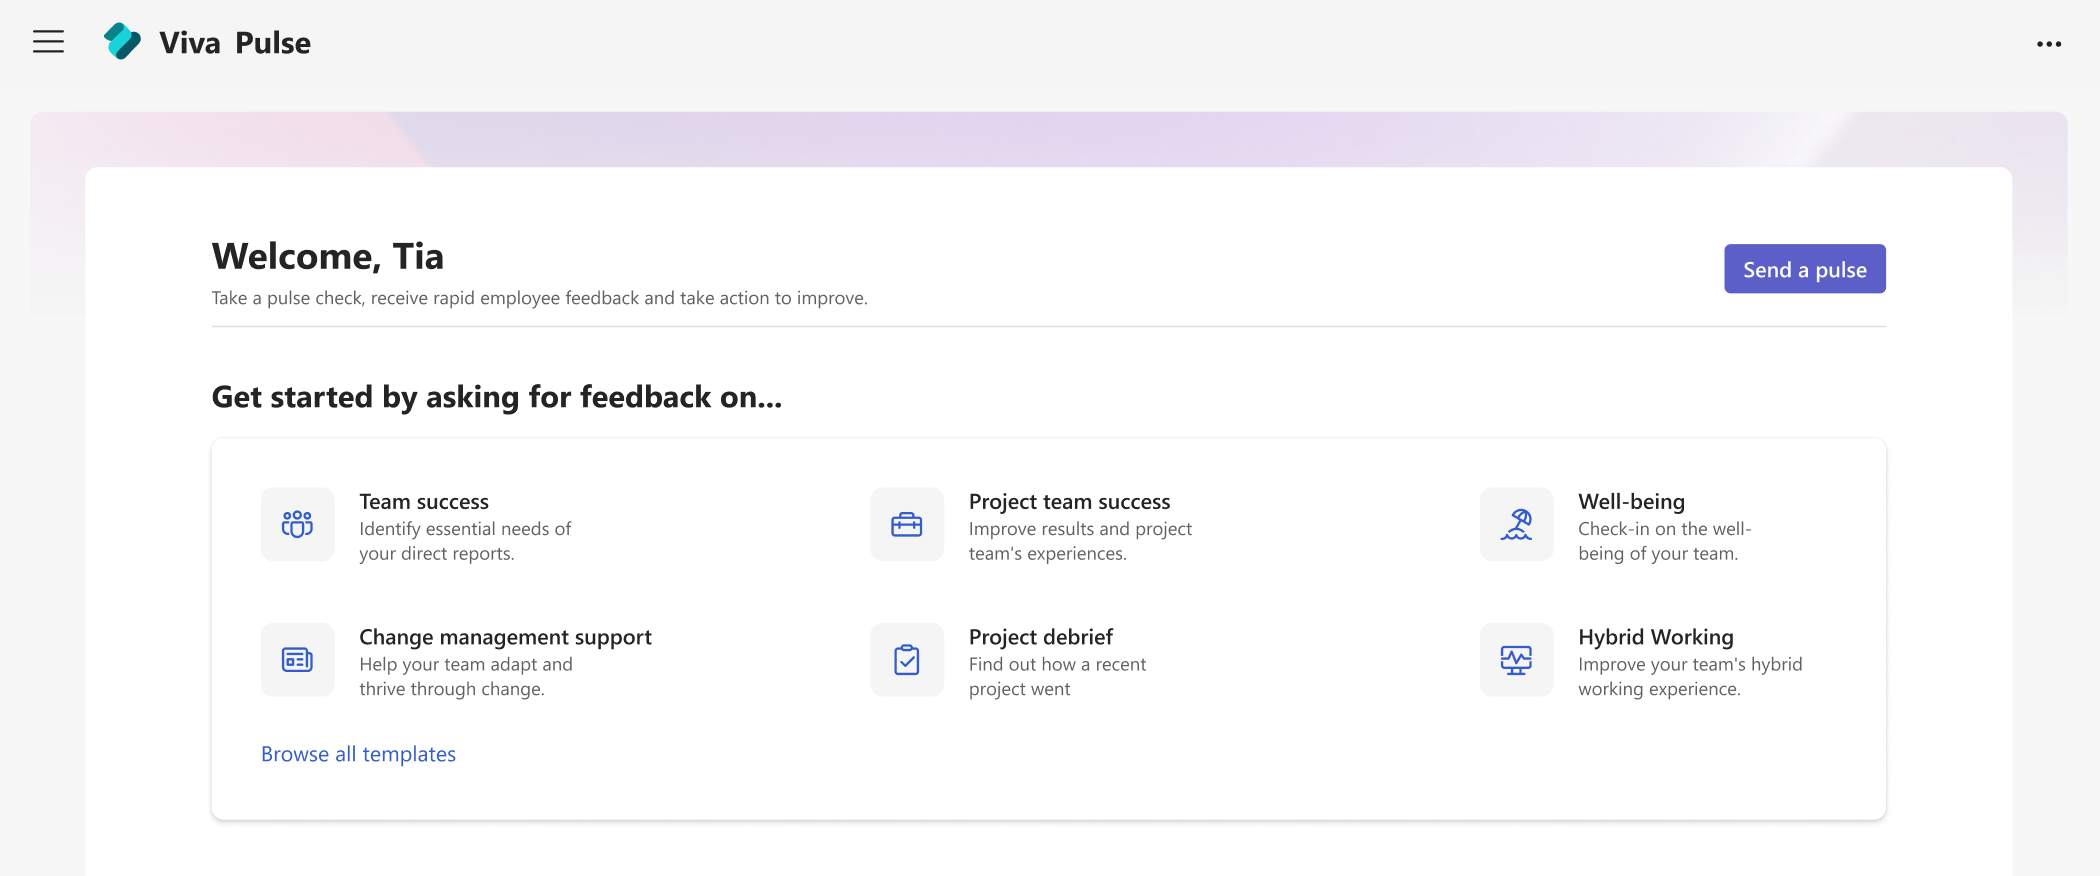 Viva Pulse
Welcome, Tia
Take a pulse check, receive rapid employee feedback and take action to improve.
Send a pulse
Get started by asking for feedback on...
Team success
Identify essential needs of
your direct reports.
Project team success
Improve results and project
team's experiences.
Well-being
Check-in on the well-
being of your team.
Change management support
Help your team adapt and
thrive through change.
Project debrief
Find out how a recent
project went
Hybrid Working
Improve your team's hybrid
working experience.
Browse all templates